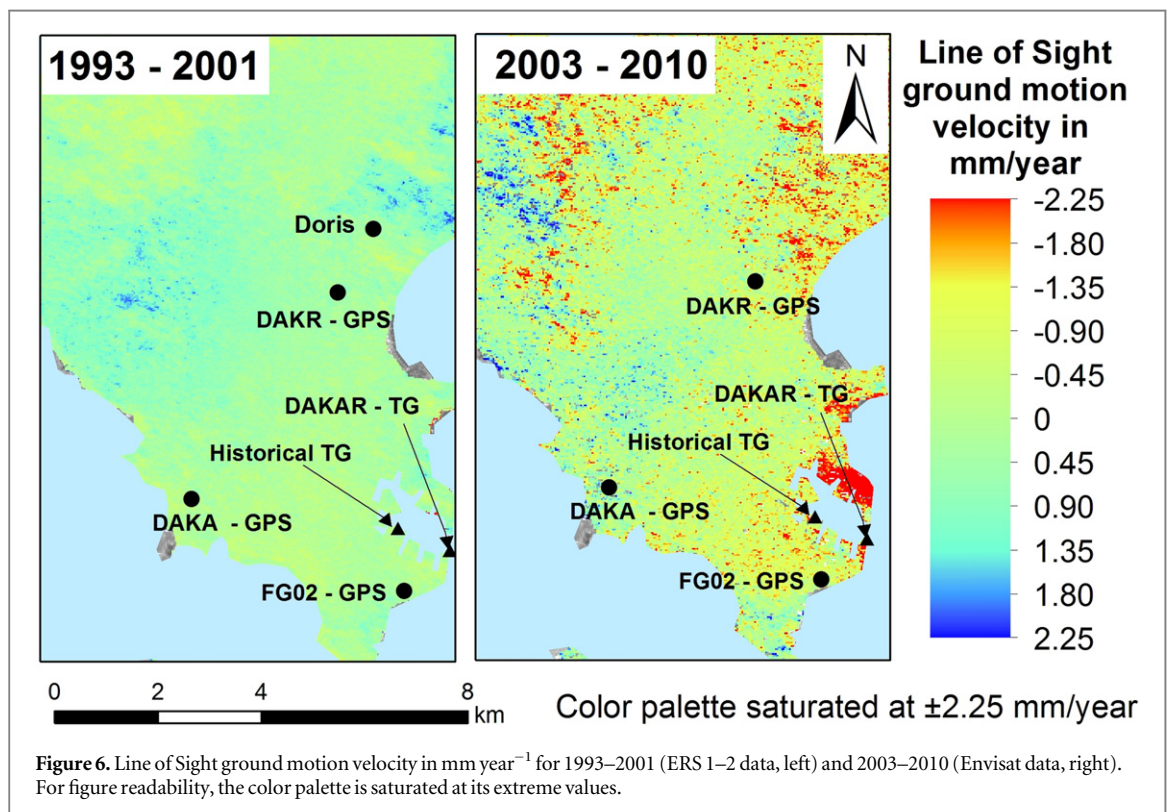 1993 - 2001
Doris
DAKR - GPS
DAKAR - TG
Historical TG
DAKA - GPS
FG02 - GPS
2003 - 2010
N
DAKR - GPS
DAKAR - TG
Historical TG
DAKA - GPS
FG02 - GPS
Line of Sight
ground motion
velocity in
mm/year
-2.25
-1.80
-1.35
-0.90
-0.45
0
0.45
0.90
1.35
1.80
2.25
0 2 4 8
km
Color palette saturated at ±2.25 mm/year
Figure 6. Line of Sight ground motion velocity in mm year⁻¹ for 1993–2001 (ERS 1–2 data, left) and 2003–2010 (Envisat data, right).
For figure readability, the color palette is saturated at its extreme values.